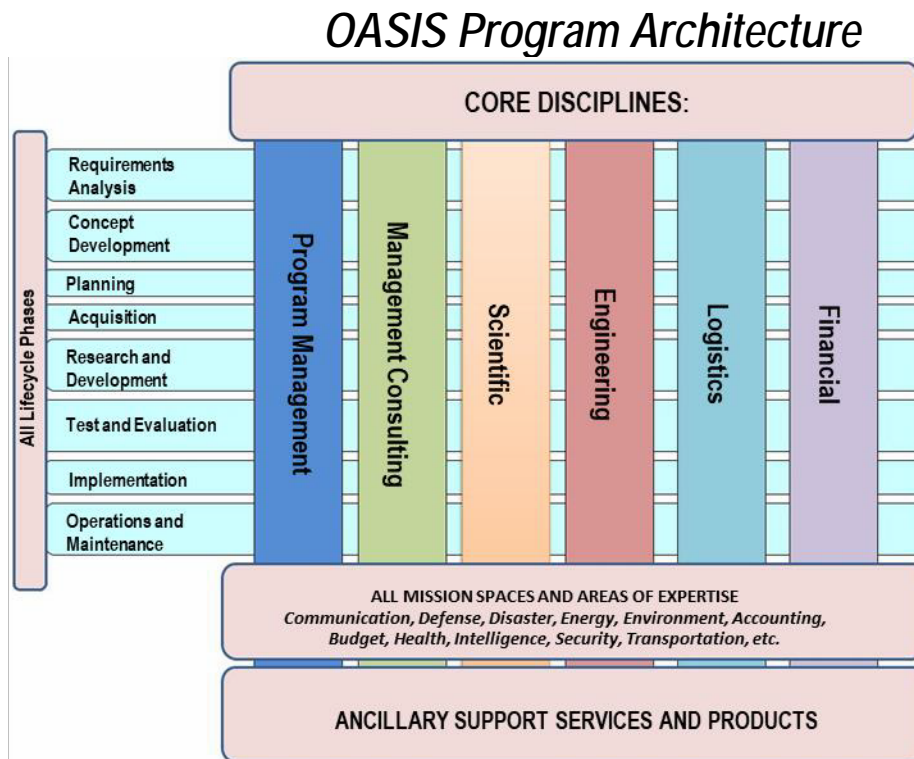 OASIS Program Architecture
CORE DISCIPLINES:
All Lifecycle Phases
Requirements
Analysis
Concept
Development
Planning
Acquisition
Research and
Development
Test and Evaluation
Implementation
Operations and
Maintenance
Program Management
Management Consulting
Scientific
Engineering
Logistics
Financial
ALL MISSION SPACES AND AREAS OF EXPERTISE
Communication, Defense, Disaster, Energy, Environment, Accounting,
Budget, Health, Intelligence, Security, Transportation, etc.
ANCILLARY SUPPORT SERVICES AND PRODUCTS